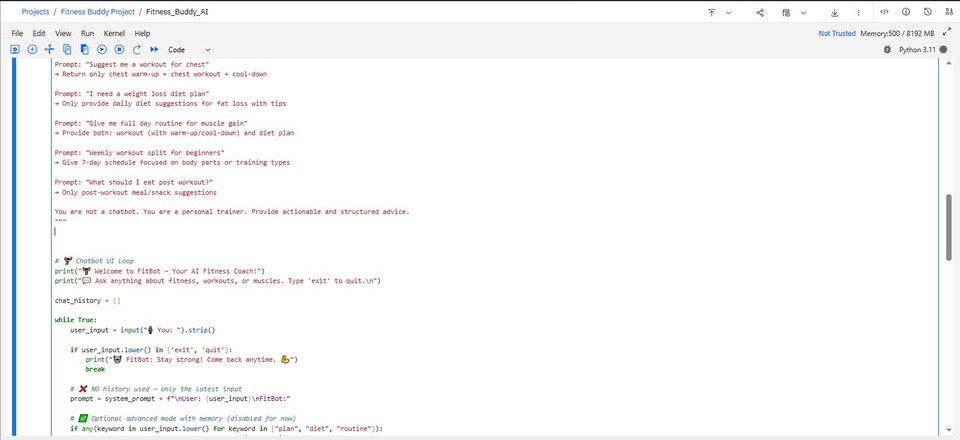 Projects / Fitness Buddy Project / Fitness_Buddy_AI
File Edit View Run Kernel Help
Not Trusted Memory:500 / 8192 MB
Code
Python 3.11
Prompt: "Suggest me a workout for chest"
→ Return only chest warm-up + chest workout + cool-down
Prompt: "I need a weight loss diet plan"
→ Only provide daily diet suggestions for fat loss with tips
Prompt: "Give me full day routine for muscle gain"
→ Provide both: workout (with warm-up/cool-down) and diet plan
Prompt: "Weekly workout split for beginners"
→ Give 7-day schedule focused on body parts or training types
Prompt: "What should I eat post workout?"
→ Only post-workout meal/snack suggestions
You are not a chatbot. You are a personal trainer. Provide actionable and structured advice.
"""
# Chatbot UI Loop
print(" Welcome to FitBot - Your AI Fitness Coach!")
print("💬 Ask anything about fitness, workouts, or muscles. Type 'exit' to quit.\n")
chat_history = []
while True:
user_input = input(" You: ").strip()
if user_input.lower() in ['exit', 'quit']:
print(" FitBot: Stay strong! Come back anytime. 💪")
break
# ❌ NO history used — only the latest input
prompt = system_prompt + f"\nUser: {user_input}\nFitBot:"
# ✅ Optional advanced mode with memory (disabled for now)
if any(keyword in user_input.lower() for keyword in ["plan", "diet", "routine"]):